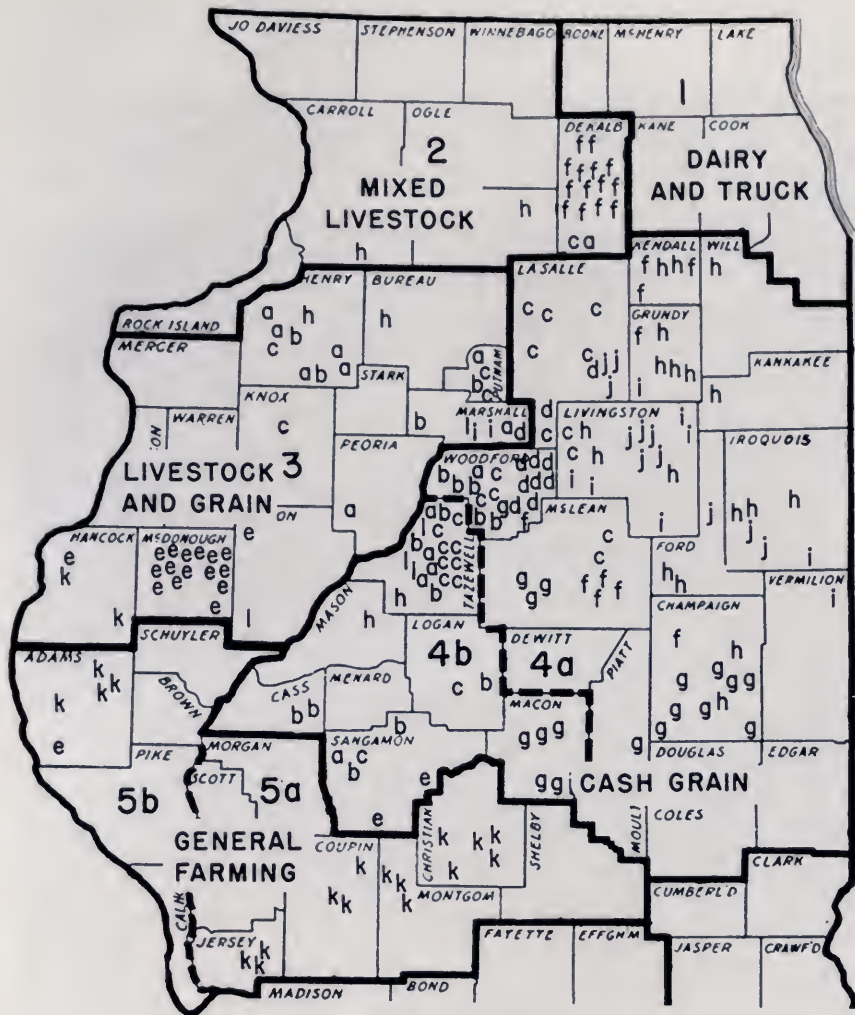 JO DAVIESS STEPHENSON WINNEBAGO BOONE McHENRY LAKE
1
CARROLL OGLE DEKALB KANE COOK
2
MIXED
LIVESTOCK
DAIRY
AND TRUCK
f f
f f f f
f f f f
f f f f
c a
h
h
KENDALL WILL
f h h f
f
h
HENRY BUREAU LASALLE
a h
a b
c a
a b a
h
c c c
c c
d j j
j
GRUNDY
f h
h h h
i
ROCK ISLAND
MERCER
STARK
PUTNAM
a
c
b
c
KANKAKEE
h
KNOX
c
WARREN
ON
MARSHALL
b
l i i a d
d
d
c
LIVINGSTON
c h
h
i i
j j j
j j
j h
i
i
i
IROQUOIS
h h h
j
j
i
j
PEORIA
a
LIVESTOCK 3
AND GRAIN
ON
e
l
WOODFORD
HANCOCK
e
k
k
McDONOUGH
e e e e e
e e e e
e e e
e
TAZEWELL
h
MSLEAN
c
c
g g
g
f f f
f f
FORD
h h
VERMILION
i
CHAMPAIGN
f
h
g g g g
g g h
g g
MASON
h
SCHUYLER
LOGAN
4b
c b
DEWITT
4a
PIATT
g
ADAMS
k
k k
k k
e
BROWN
CASS
b b
MENARD
b
MACON
g g g
g g i
PIKE
MORGAN
SANGAMON
a c
b
e
e
DOUGLAS EDGAR
5b
SCOTT
5a
CASH GRAIN
GENERAL
FARMING
COUPIN
k
k
k k
CHRISTIAN
k
k k
k k
k
SHELBY
MOULT
COLES
CLARK
CALH
MONTGOM
k
k
k
k
CUMBERL'D
JERSEY
k k
k k
FAYETTE EFFGHM
JASPER CRAWF'D
MADISON BOND